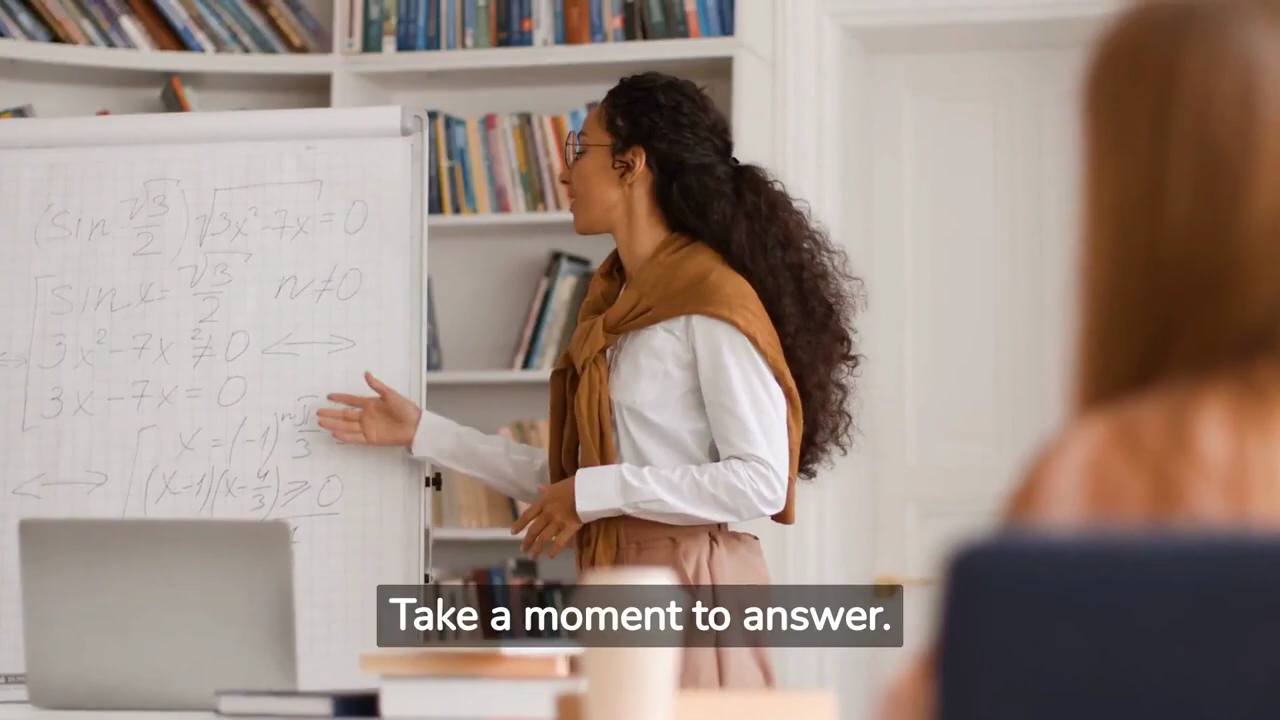 (Sin √3/2)√3x²-7x = 0
Sin x = √3/2 n≠0
3x²-7x ≠ 0 ⟷
3x-7x = 0
x = (-1)ⁿ
⟷ (x-1)(x-4/3) ⩾ 0
Take a moment to answer.